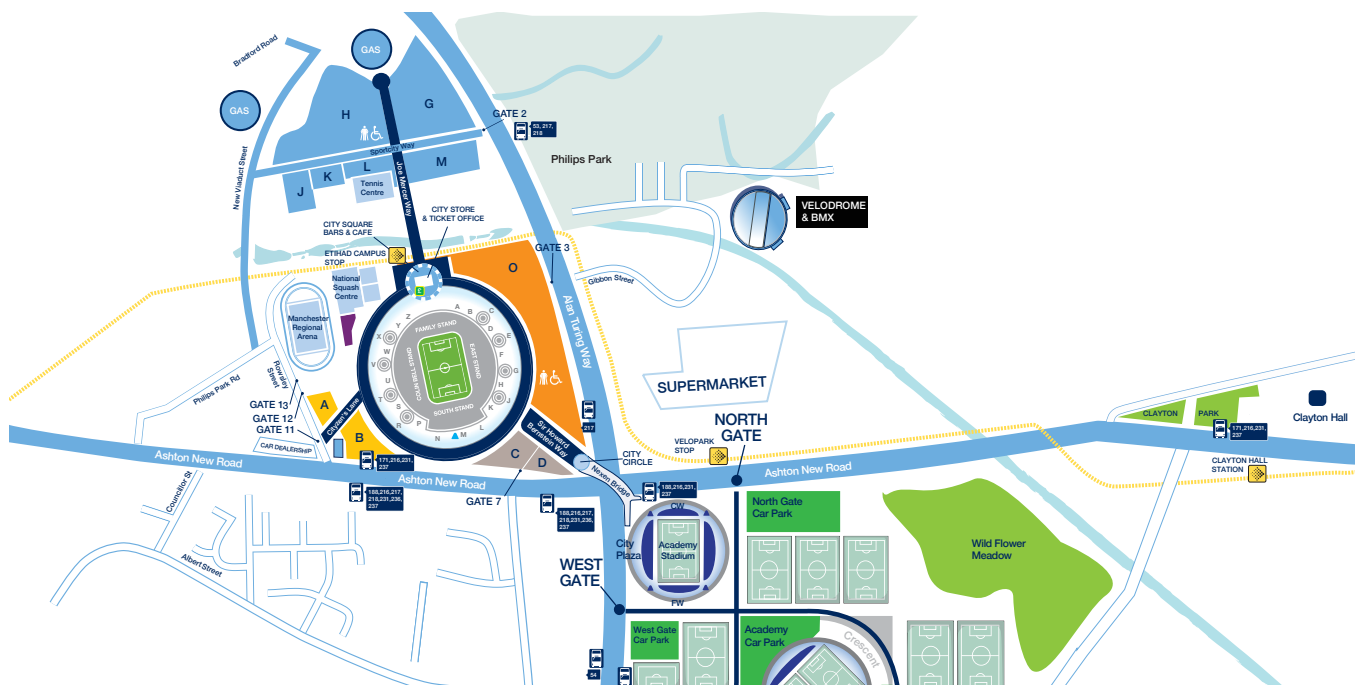 Bradford Road
GAS
GAS
H
G
GATE 2
53, 217,
218
Sportcity Way
New Viaduct Street
J
K
L
M
Tennis
Centre
Joe Mercer Way
Philips Park
VELODROME
& BMX
CITY STORE
& TICKET OFFICE
CITY SQUARE
BARS & CAFE
ETIHAD CAMPUS
STOP
GATE 3
O
National
Squash
Centre
E
Gibbon Street
Alan Turing Way
Manchester
Regional
Arena
A
B
C
D
E
F
G
H
J
K
L
M
N
P
R
S
T
U
V
W
X
Y
Z
FAMILY STAND
EAST STAND
SOUTH STAND
COLIN BELL STAND
Rowsley
Street
Philips Park Rd
GATE 13
GATE 12
GATE 11
A
B
Cityzen's Lane
CAR DEALERSHIP
171,216,231,
237
C
D
Sir Howard
Bernstein Way
217
SUPERMARKET
NORTH
GATE
VELOPARK
STOP
CITY
CIRCLE
Nexen Bridge
CLAYTON
PARK
Clayton Hall
171,216,231,
237
CLAYTON HALL
STATION
Ashton New Road
Ashton New Road
Ashton New Road
GATE 7
188,216,217,
218,231,236,
237
188,216,217,
218,231,236,
237
188,216,231,
237
Councillor St
Albert Street
North Gate
Car Park
CW
City
Plaza
Academy
Stadium
FW
Wild Flower
Meadow
WEST
GATE
West Gate
Car Park
Academy
Car Park
Crescent
54